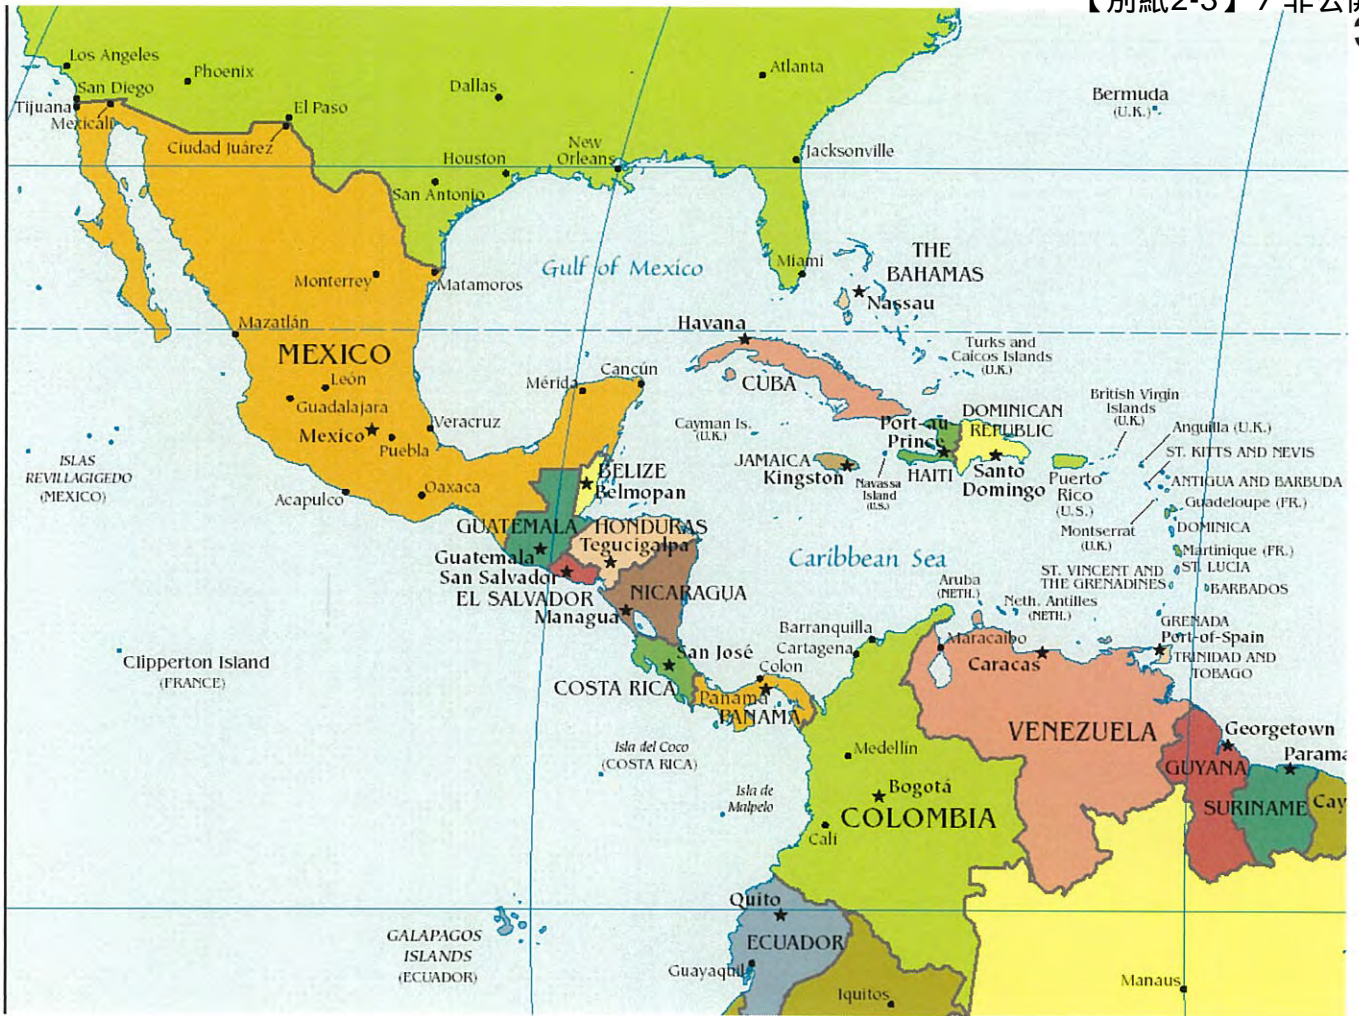 【別紙2-3】7 非公
Los Angeles
Phoenix
San Diego
Tijuana
Mexicali
El Paso
Ciudad Juárez
Dallas
Atlanta
Bermuda
(U.K.)
Houston
New
Orleans
San Antonio
Jacksonville
Monterrey
Matamoros
Gulf of Mexico
Miami
THE
BAHAMAS
Nassau
Mazatlán
Havana
Turks and
Caicos Islands
(U.K.)
MEXICO
León
Guadalajara
Mexico
Puebla
Veracruz
Mérida
Cancún
CUBA
Cayman Is.
(U.K.)
Port-au-
Prince
DOMINICAN
REPUBLIC
British Virgin
Islands
(U.K.)
Anguilla (U.K.)
ST. KITTS AND NEVIS
ANTIGUA AND BARBUDA
Guadeloupe (FR.)
ISLAS
REVILLAGIGEDO
(MEXICO)
Acapulco
Oaxaca
BELIZE
Belmopan
JAMAICA
Kingston
Navassa
Island
(U.S.)
HAITI
Santo
Domingo
Puerto
Rico
(U.S.)
Montserrat
(U.K.)
DOMINICA
Martinique (FR.)
ST. LUCIA
ST. VINCENT AND
THE GRENADINES
BARBADOS
GUATEMALA
HONDURAS
Tegucigalpa
Guatemala
San Salvador
EL SALVADOR
NICARAGUA
Managua
Caribbean Sea
Aruba
(NETH.)
Neth. Antilles
(NETH.)
GRENADA
Port-of-Spain
TRINIDAD AND
TOBAGO
Clipperton Island
(FRANCE)
San José
COSTA RICA
Colon
Panama
PANAMA
Barranquilla
Cartagena
Maracaibo
Caracas
VENEZUELA
Georgetown
Parama
GUYANA
SURINAME
Cay
Isla del Coco
(COSTA RICA)
Isla de
Malpelo
Medellín
Bogotá
COLOMBIA
Cali
Quito
ECUADOR
Guayaquil
GALAPAGOS
ISLANDS
(ECUADOR)
Iquitos
Manaus